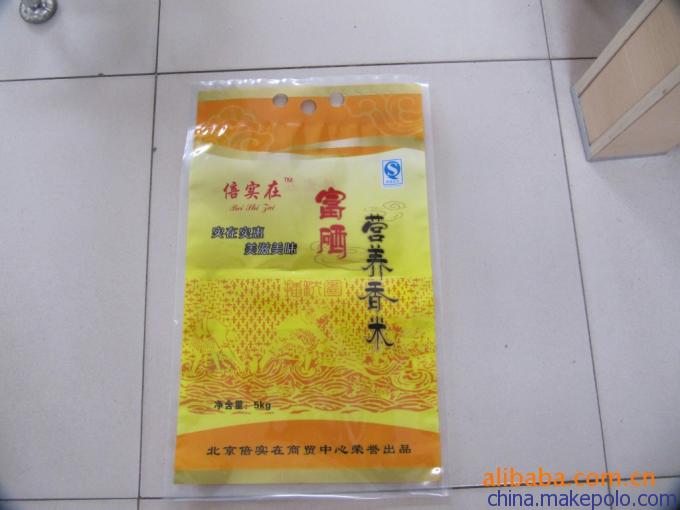 倍实在™
Bei Shi Zai
实在实惠
美滋美味
富硒
营养香米
净含量：5kg
北京倍实在商贸中心荣誉出品
alibaba.com.cn
china.makepolo.com